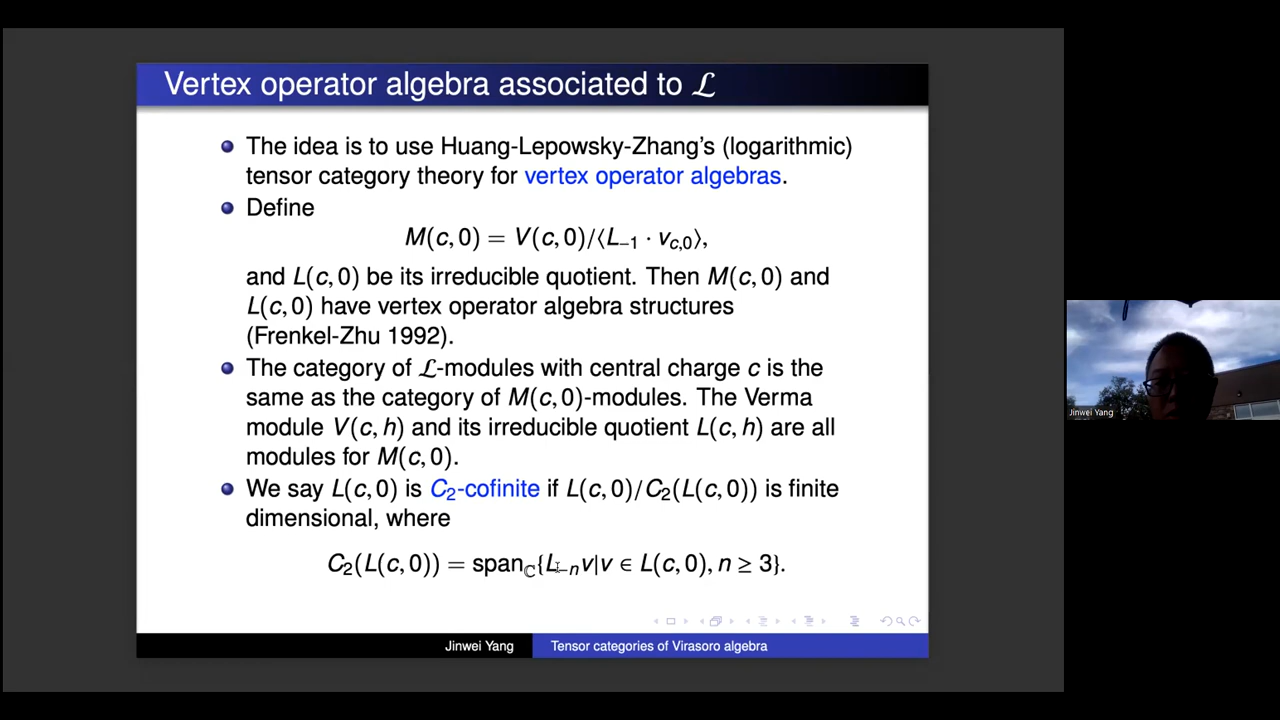 Vertex operator algebra associated to ℒ
The idea is to use Huang-Lepowsky-Zhang's (logarithmic)
tensor category theory for vertex operator algebras.
Define
M(c, 0) = V(c, 0)/⟨L₋₁ · v_{c,0}⟩,
and L(c, 0) be its irreducible quotient. Then M(c, 0) and
L(c, 0) have vertex operator algebra structures
(Frenkel-Zhu 1992).
The category of ℒ-modules with central charge c is the
same as the category of M(c, 0)-modules. The Verma
module V(c, h) and its irreducible quotient L(c, h) are all
modules for M(c, 0).
We say L(c, 0) is C₂-cofinite if L(c, 0)/C₂(L(c, 0)) is finite
dimensional, where
C₂(L(c, 0)) = span_ℂ{L₋ₙv|v ∈ L(c, 0), n ≥ 3}.
Jinwei Yang
Tensor categories of Virasoro algebra
Jinwei Yang